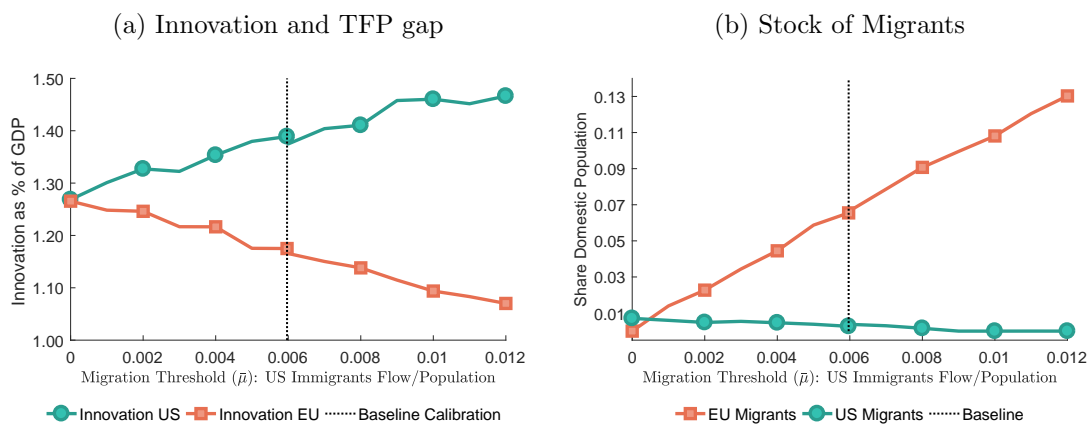 (a) Innovation and TFP gap
Innovation as % of GDP
1.50
1.40
1.30
1.20
1.10
1.00
0 0.002 0.004 0.006 0.008 0.01 0.012
Migration Threshold (μ̄): US Immigrants Flow/Population
Innovation US Innovation EU Baseline Calibration
(b) Stock of Migrants
Share Domestic Population
0.13
0.11
0.09
0.07
0.05
0.03
0.01
0 0.002 0.004 0.006 0.008 0.01 0.012
Migration Threshold (μ̄): US Immigrants Flow/Population
EU Migrants US Migrants Baseline